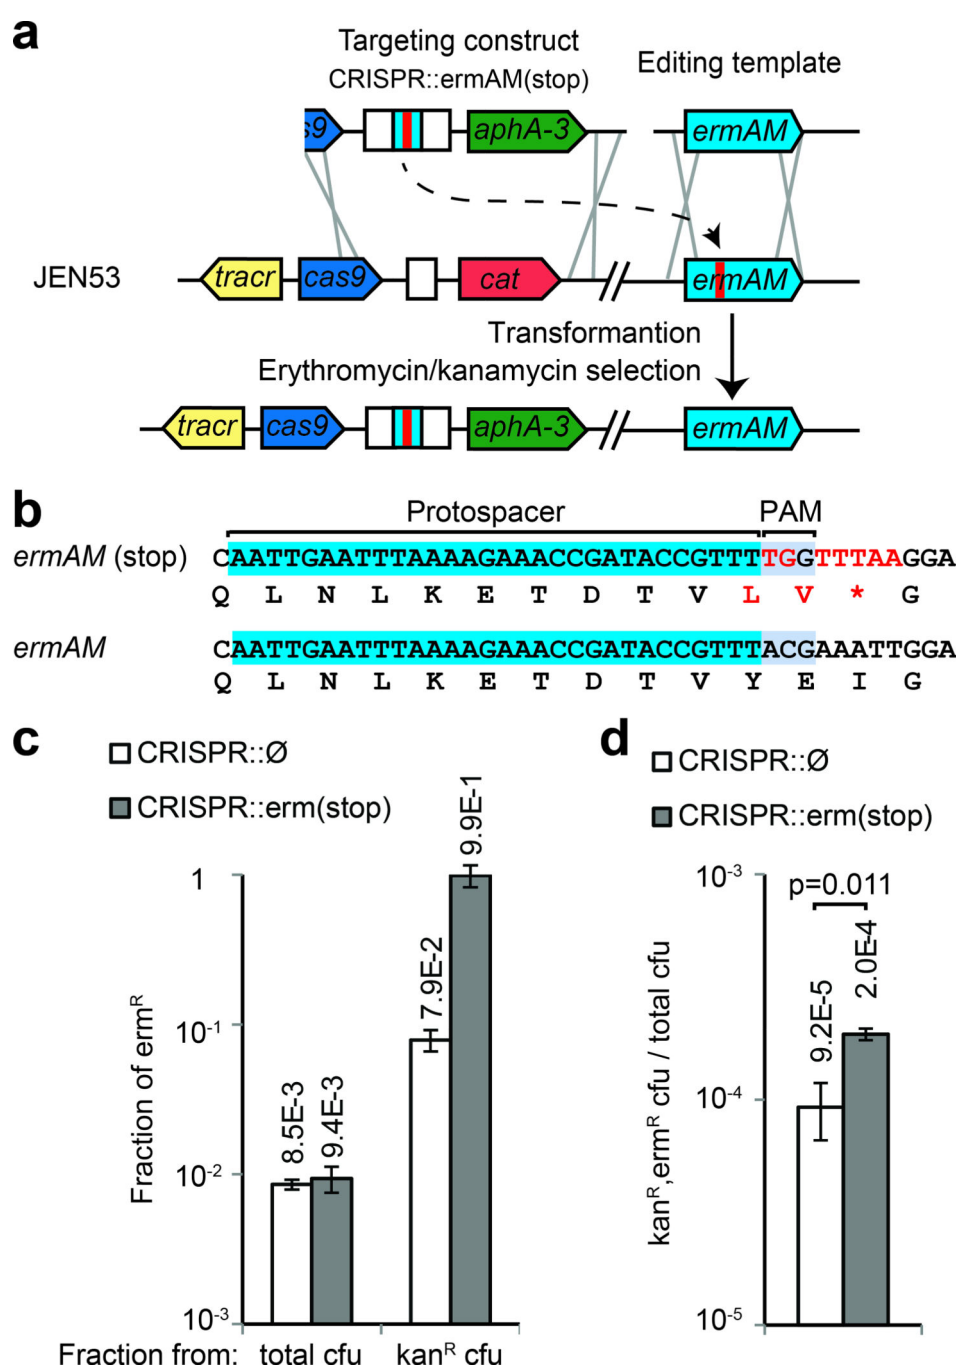 a
Targeting construct
CRISPR::ermAM(stop)
Editing template
s9
aphA-3
ermAM
JEN53
tracr
cas9
cat
ermAM
Transformantion
Erythromycin/kanamycin selection
tracr
cas9
aphA-3
ermAM
b
Protospacer
PAM
ermAM (stop)
CAATTGAATTTAAAAGAAACCGATACCGTTTTGGTTTAAGGA
Q L N L K E T D T V L V * G
ermAM
CAATTGAATTTAAAAGAAACCGATACCGTTTACGAAATTGGA
Q L N L K E T D T V Y E I G
c
CRISPR::Ø
CRISPR::erm(stop)
Fraction of ermᴿ
1
10⁻¹
10⁻²
10⁻³
8.5E-3
9.4E-3
7.9E-2
9.9E-1
Fraction from: total cfu kanᴿ cfu
d
CRISPR::Ø
CRISPR::erm(stop)
kanᴿ,ermᴿ cfu / total cfu
10⁻³
10⁻⁴
10⁻⁵
p=0.011
9.2E-5
2.0E-4